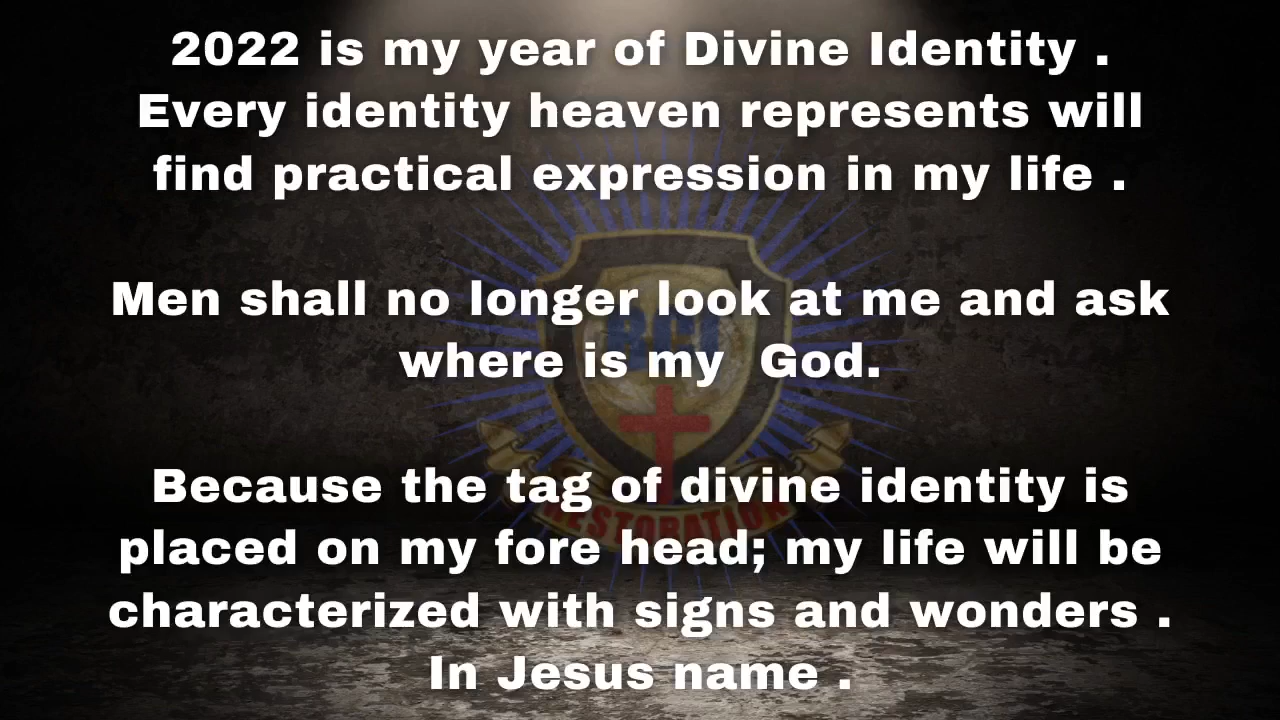 2022 is my year of Divine Identity .
Every identity heaven represents will
find practical expression in my life .
Men shall no longer look at me and ask
where is my  God.
RCI
Because the tag of divine identity is
RESTORATION
placed on my fore head; my life will be
characterized with signs and wonders .
In Jesus name .